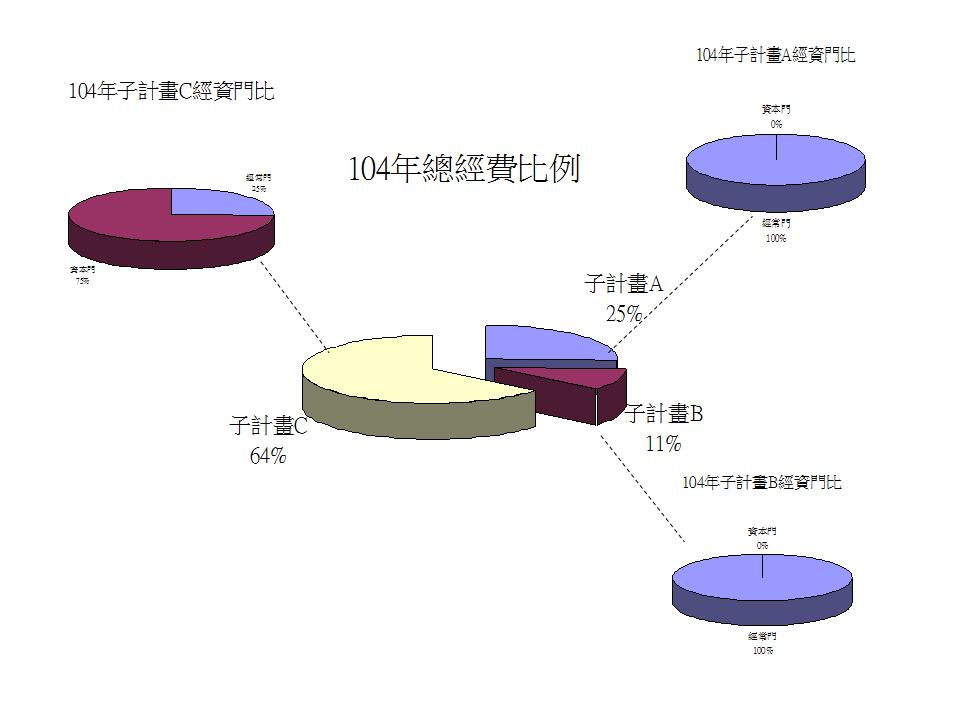 104年子計畫A經資門比
104年子計畫C經資門比
資本門
0%
104年總經費比例
經常門
25%
經常門
100%
資本門
75%
子計畫A
25%
子計畫C
64%
子計畫B
11%
104年子計畫B經資門比
資本門
0%
經常門
100%